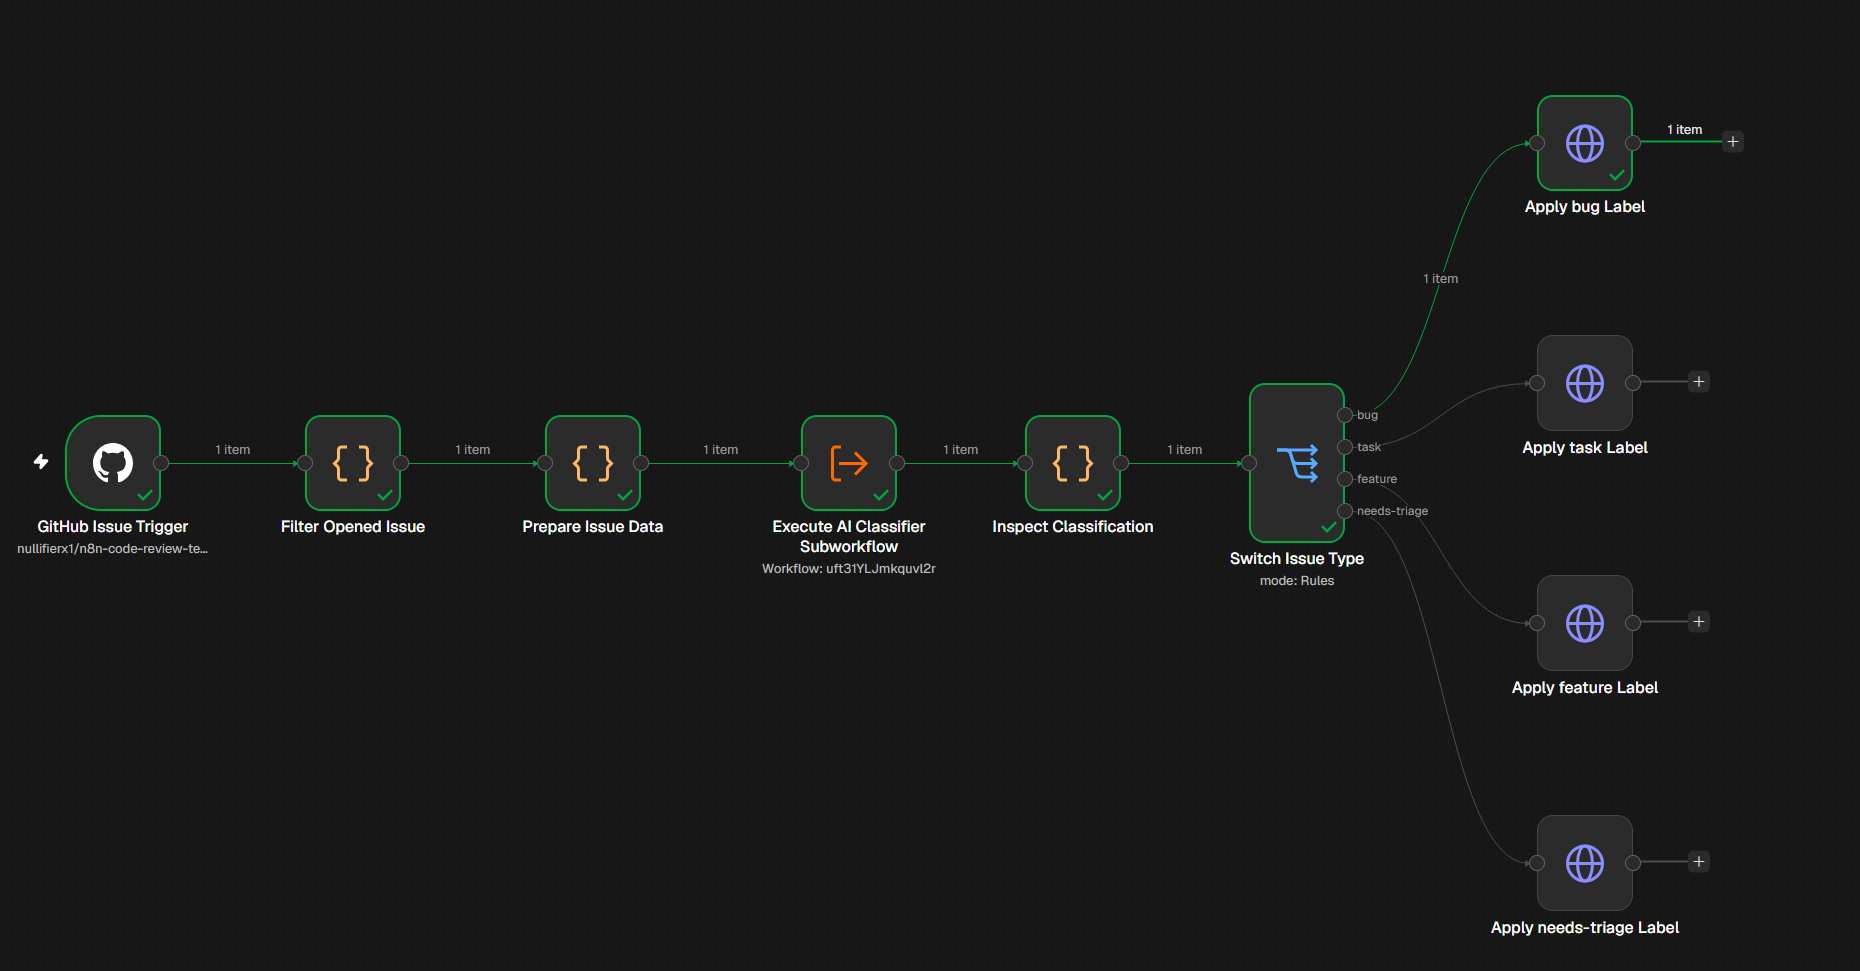 1 item
Apply bug Label
1 item
Apply task Label
GitHub Issue Trigger
nullifierx1/n8n-code-review-te...
1 item
Filter Opened Issue
1 item
Prepare Issue Data
1 item
Execute AI Classifier
Subworkflow
Workflow: uft31YLJmkquvl2r
1 item
Inspect Classification
1 item
bug
task
feature
needs-triage
Switch Issue Type
mode: Rules
Apply feature Label
Apply needs-triage Label